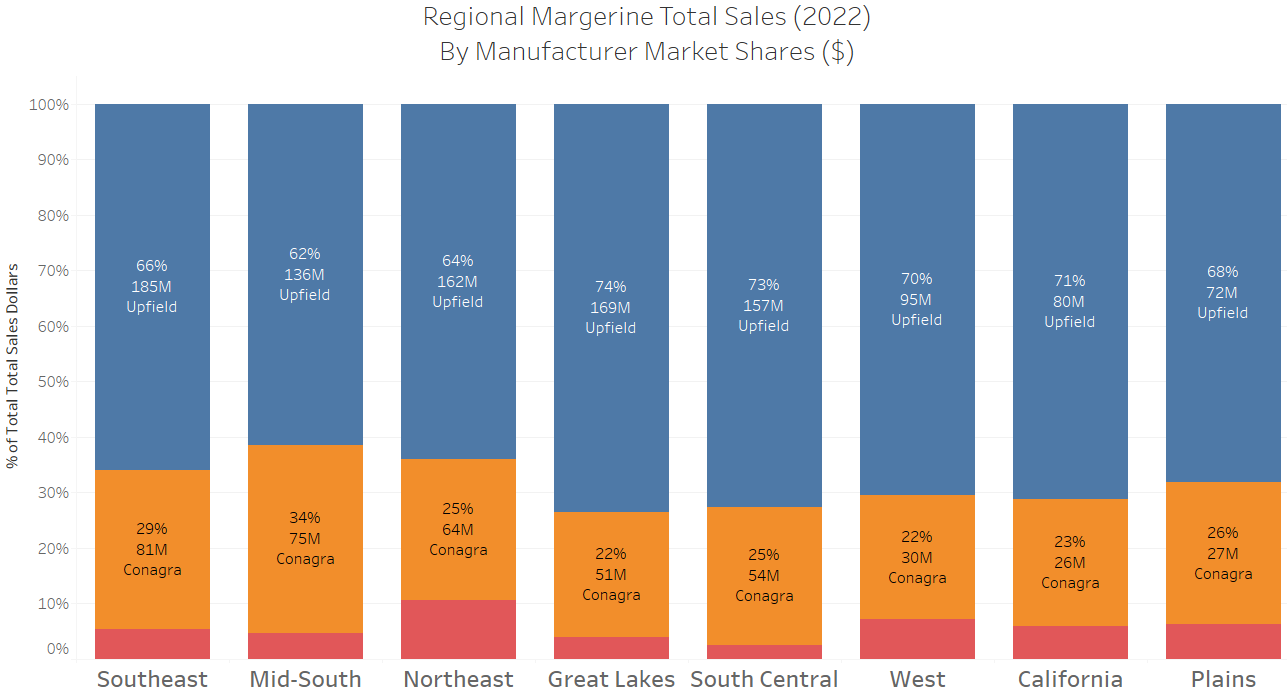 Regional Margerine Total Sales (2022)
By Manufacturer Market Shares ($)
% of Total Total Sales Dollars
100%
90%
80%
70%
60%
50%
40%
30%
20%
10%
0%
66%
185M
Upfield
29%
81M
Conagra
62%
136M
Upfield
34%
75M
Conagra
64%
162M
Upfield
25%
64M
Conagra
74%
169M
Upfield
22%
51M
Conagra
73%
157M
Upfield
25%
54M
Conagra
70%
95M
Upfield
22%
30M
Conagra
71%
80M
Upfield
23%
26M
Conagra
68%
72M
Upfield
26%
27M
Conagra
Southeast Mid-South Northeast Great Lakes South Central West California Plains